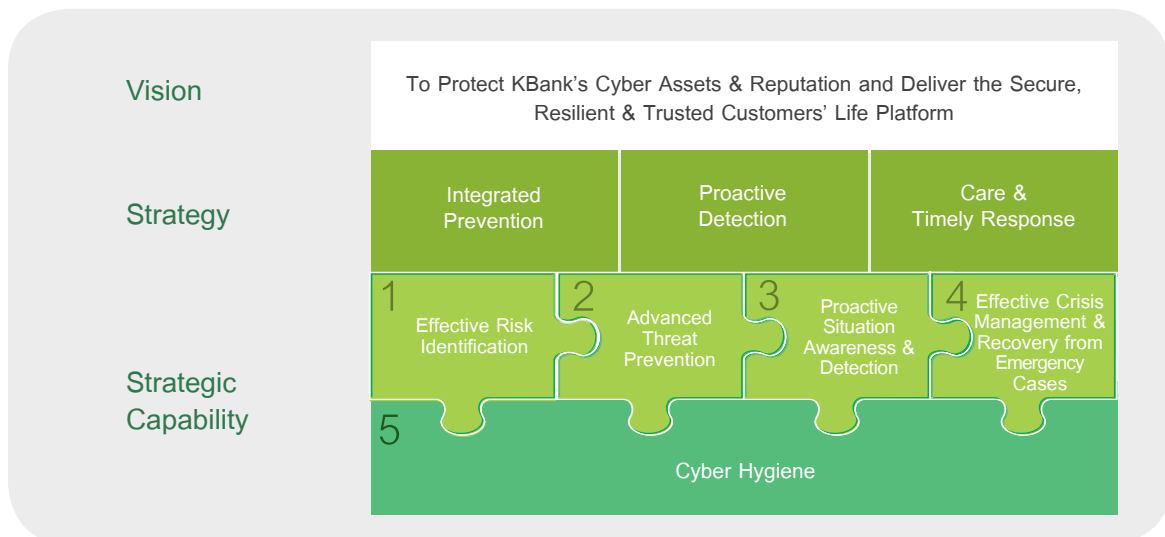 Vision
To Protect KBank's Cyber Assets & Reputation and Deliver the Secure,
Resilient & Trusted Customers' Life Platform
Strategy
Integrated
Prevention
Proactive
Detection
Care &
Timely Response
Strategic
Capability
1
Effective Risk
Identification
2
Advanced
Threat
Prevention
3
Proactive
Situation
Awareness &
Detection
4
Effective Crisis
Management &
Recovery from
Emergency
Cases
5
Cyber Hygiene